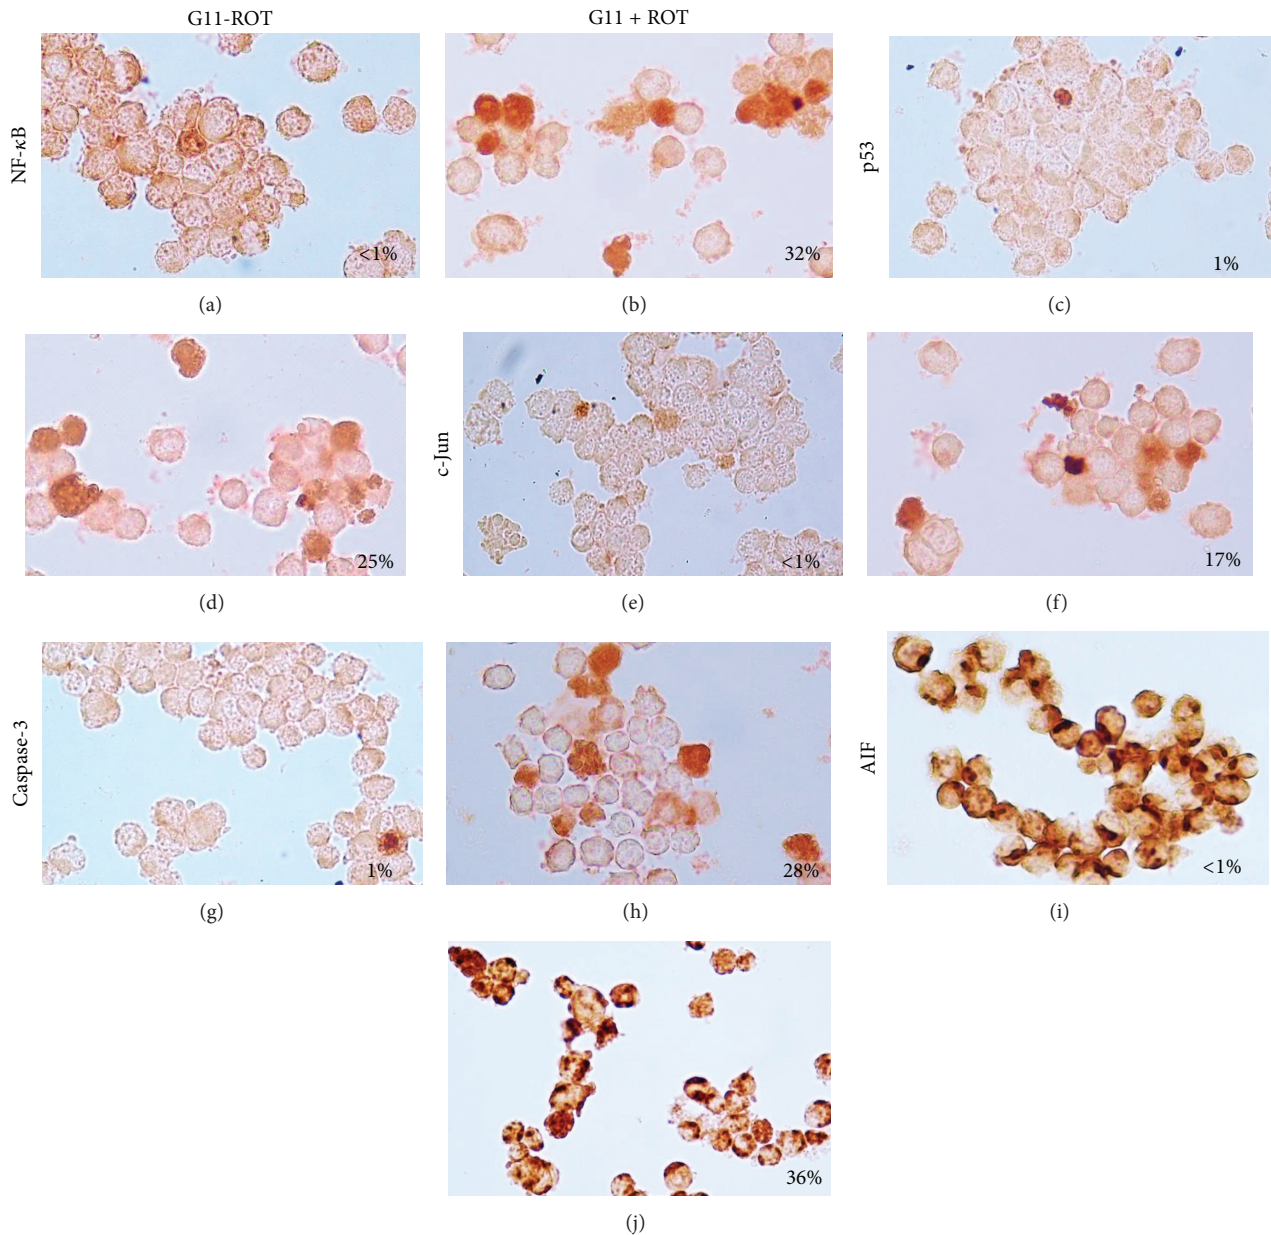 G11-ROT
G11 + ROT
NF-κB
<1%
32%
p53
1%
(a)
(b)
(c)
25%
c-Jun
<1%
17%
(d)
(e)
(f)
Caspase-3
1%
28%
AIF
<1%
(g)
(h)
(i)
36%
(j)